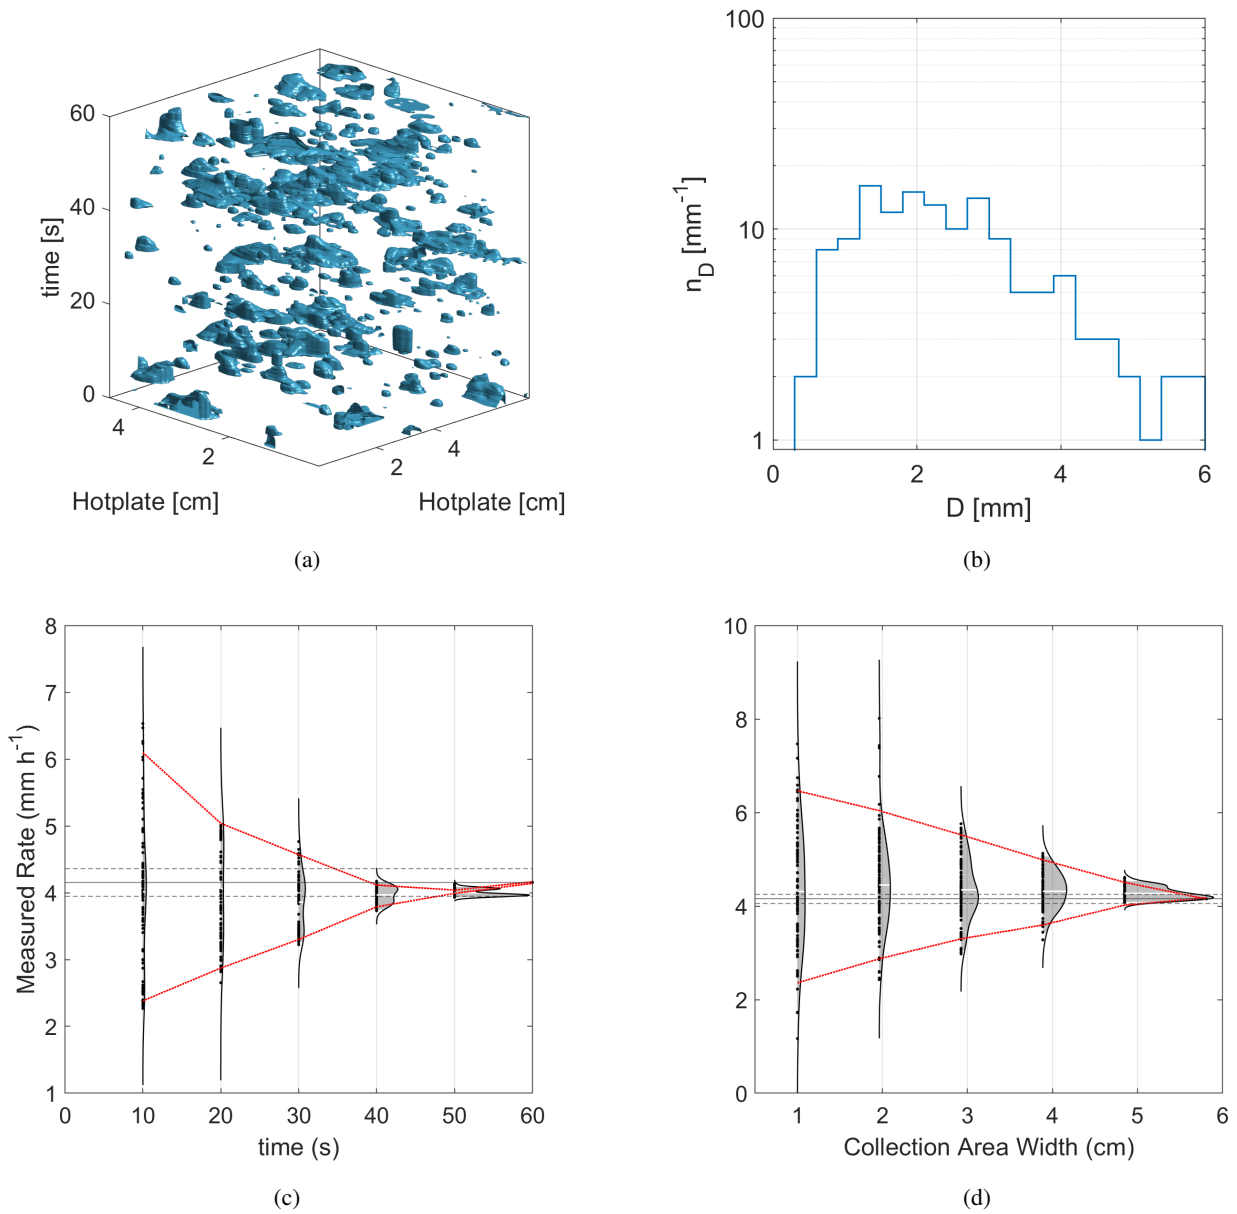 60
40
20
0
time [s]
4
2
2
4
Hotplate [cm]
Hotplate [cm]
(a)
100
10
1
n_D [mm⁻¹]
0 2 4 6
D [mm]
(b)
8
7
6
5
4
3
2
1
Measured Rate (mm h⁻¹)
0 10 20 30 40 50 60
time (s)
(c)
10
8
6
4
2
0
1 2 3 4 5 6
Collection Area Width (cm)
(d)